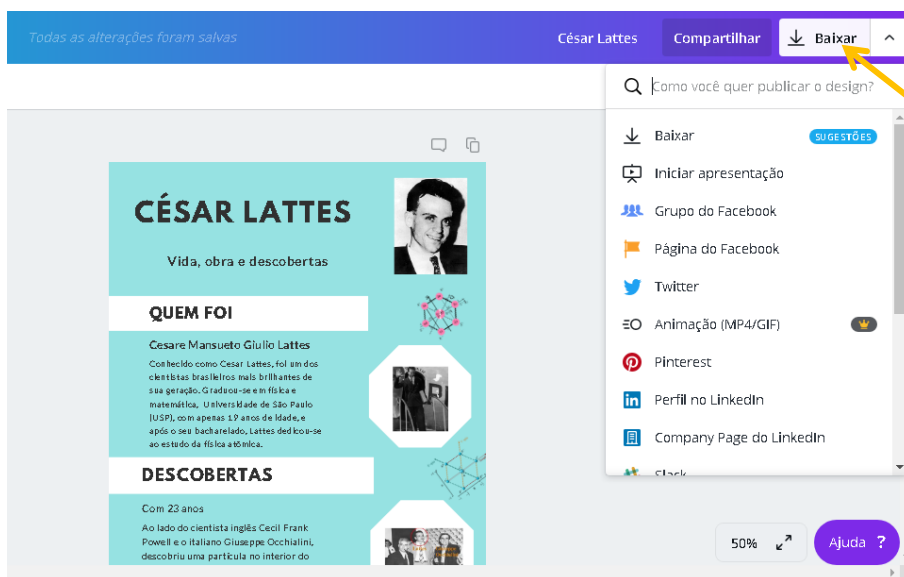 Todas as alterações foram salvas
César Lattes
Compartilhar
Baixar
Como você quer publicar o design?
Baixar
SUGESTÕES
Iniciar apresentação
Grupo do Facebook
Página do Facebook
Twitter
Animação (MP4/GIF)
Pinterest
Perfil no LinkedIn
Company Page do LinkedIn
Slack
CÉSAR LATTES
Vida, obra e descobertas
QUEM FOI
Cesare Mansueto Giulio Lattes
Conhecido como Cesar Lattes, foi um dos
cientistas brasileiros mais brilhantes de
sua geração. Graduou-se em física e
matemática, Universidade de São Paulo
(USP), com apenas 19 anos de idade, e
após o seu bacharelado, Lattes dedicou-se
ao estudo da física atômica.
DESCOBERTAS
Com 23 anos
Ao lado do cientista inglês Cecil Frank
Powell e o italiano Giuseppe Occhialini,
descobriu uma partícula no interior do
50%
Ajuda ?